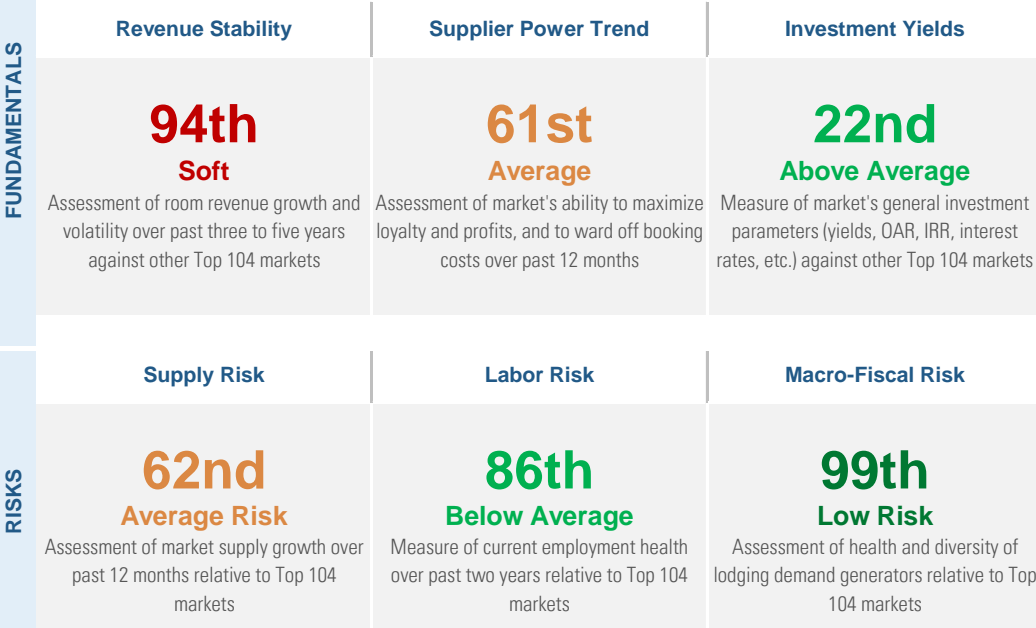 FUNDAMENTALS
Revenue Stability
94th
Soft
Assessment of room revenue growth and
volatility over past three to five years
against other Top 104 markets
Supplier Power Trend
61st
Average
Assessment of market's ability to maximize
loyalty and profits, and to ward off booking
costs over past 12 months
Investment Yields
22nd
Above Average
Measure of market's general investment
parameters (yields, OAR, IRR, interest
rates, etc.) against other Top 104 markets
RISKS
Supply Risk
62nd
Average Risk
Assessment of market supply growth over
past 12 months relative to Top 104
markets
Labor Risk
86th
Below Average
Measure of current employment health
over past two years relative to Top 104
markets
Macro-Fiscal Risk
99th
Low Risk
Assessment of health and diversity of
lodging demand generators relative to Top
104 markets